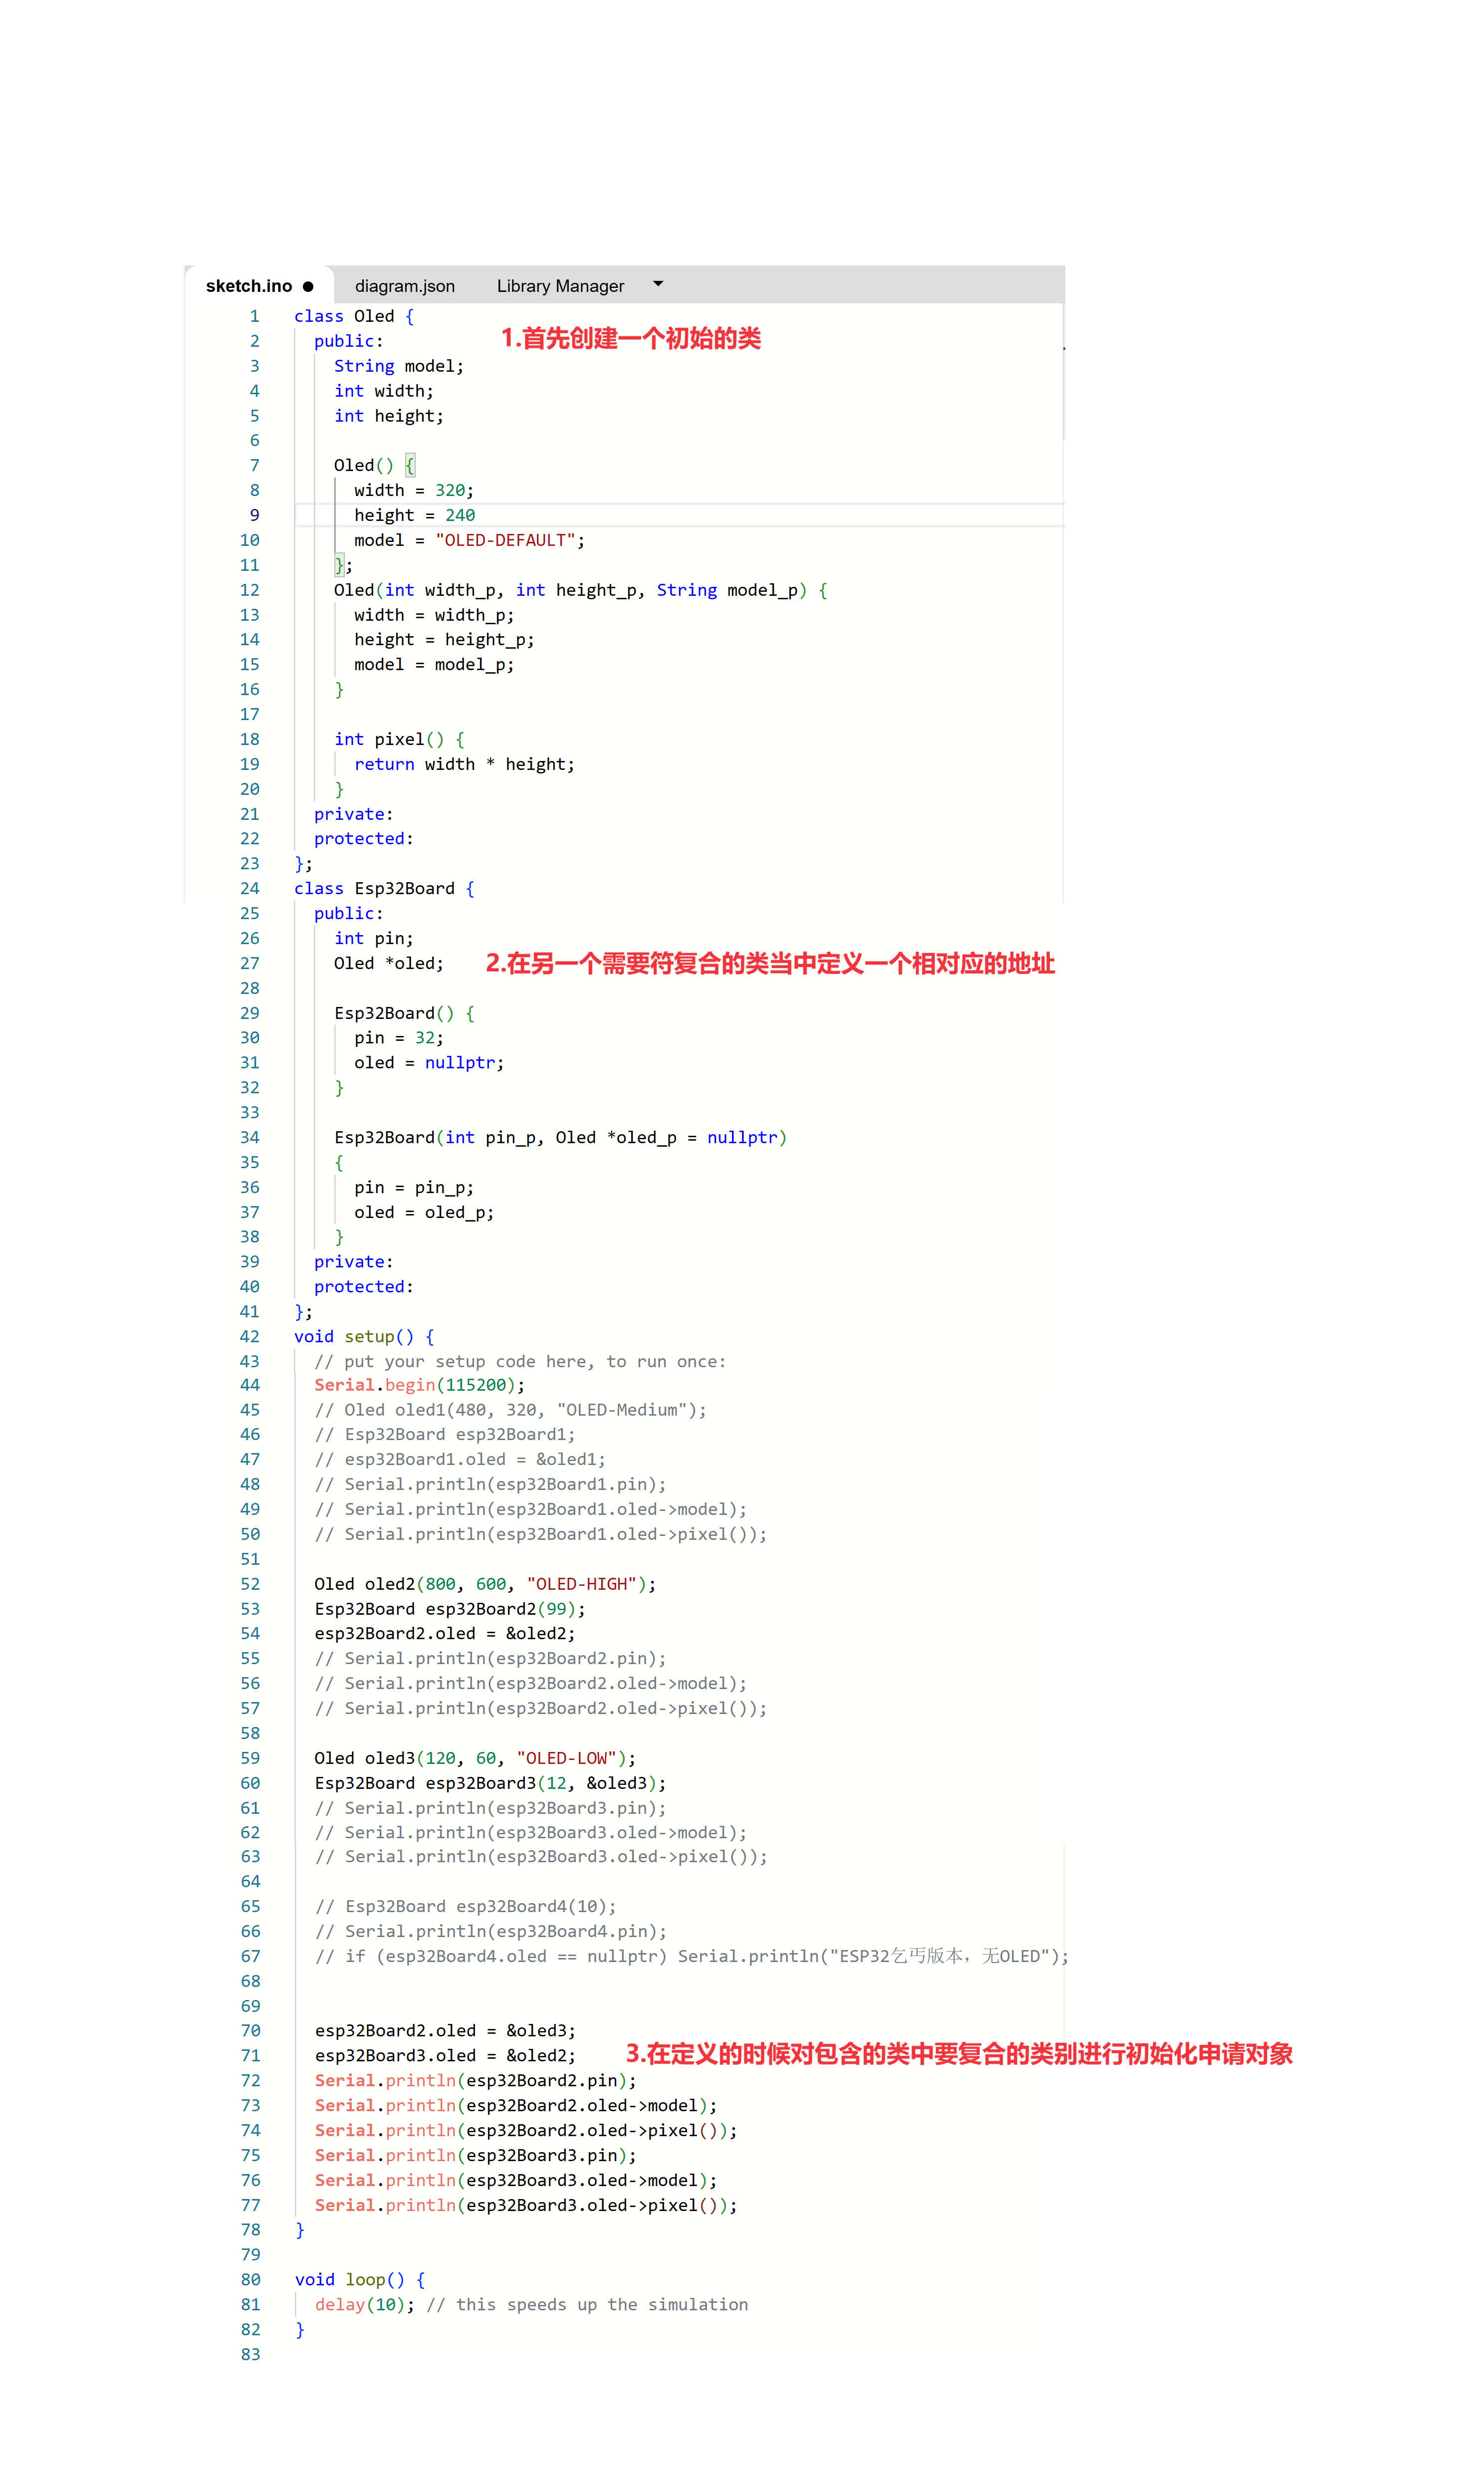 sketch.ino ● diagram.json Library Manager
1 class Oled {
1.首先创建一个初始的类
2 public:
3 String model;
4 int width;
5 int height;
6
7 Oled() {
8 width = 320;
9 height = 240
10 model = "OLED-DEFAULT";
11 };
12 Oled(int width_p, int height_p, String model_p) {
13 width = width_p;
14 height = height_p;
15 model = model_p;
16 }
17
18 int pixel() {
19 return width * height;
20 }
21 private:
22 protected:
23 };
24 class Esp32Board {
25 public:
26 int pin;
27 Oled *oled; 2.在另一个需要符复合的类当中定义一个相对应的地址
28
29 Esp32Board() {
30 pin = 32;
31 oled = nullptr;
32 }
33
34 Esp32Board(int pin_p, Oled *oled_p = nullptr)
35 {
36 pin = pin_p;
37 oled = oled_p;
38 }
39 private:
40 protected:
41 };
42 void setup() {
43 // put your setup code here, to run once:
44 Serial.begin(115200);
45 // Oled oled1(480, 320, "OLED-Medium");
46 // Esp32Board esp32Board1;
47 // esp32Board1.oled = &oled1;
48 // Serial.println(esp32Board1.pin);
49 // Serial.println(esp32Board1.oled->model);
50 // Serial.println(esp32Board1.oled->pixel());
51
52 Oled oled2(800, 600, "OLED-HIGH");
53 Esp32Board esp32Board2(99);
54 esp32Board2.oled = &oled2;
55 // Serial.println(esp32Board2.pin);
56 // Serial.println(esp32Board2.oled->model);
57 // Serial.println(esp32Board2.oled->pixel());
58
59 Oled oled3(120, 60, "OLED-LOW");
60 Esp32Board esp32Board3(12, &oled3);
61 // Serial.println(esp32Board3.pin);
62 // Serial.println(esp32Board3.oled->model);
63 // Serial.println(esp32Board3.oled->pixel());
64
65 // Esp32Board esp32Board4(10);
66 // Serial.println(esp32Board4.pin);
67 // if (esp32Board4.oled == nullptr) Serial.println("ESP32乞丐版本，无OLED");
68
69
70 esp32Board2.oled = &oled3;
71 esp32Board3.oled = &oled2; 3.在定义的时候对包含的类中要复合的类别进行初始化申请对象
72 Serial.println(esp32Board2.pin);
73 Serial.println(esp32Board2.oled->model);
74 Serial.println(esp32Board2.oled->pixel());
75 Serial.println(esp32Board3.pin);
76 Serial.println(esp32Board3.oled->model);
77 Serial.println(esp32Board3.oled->pixel());
78 }
79
80 void loop() {
81 delay(10); // this speeds up the simulation
82 }
83